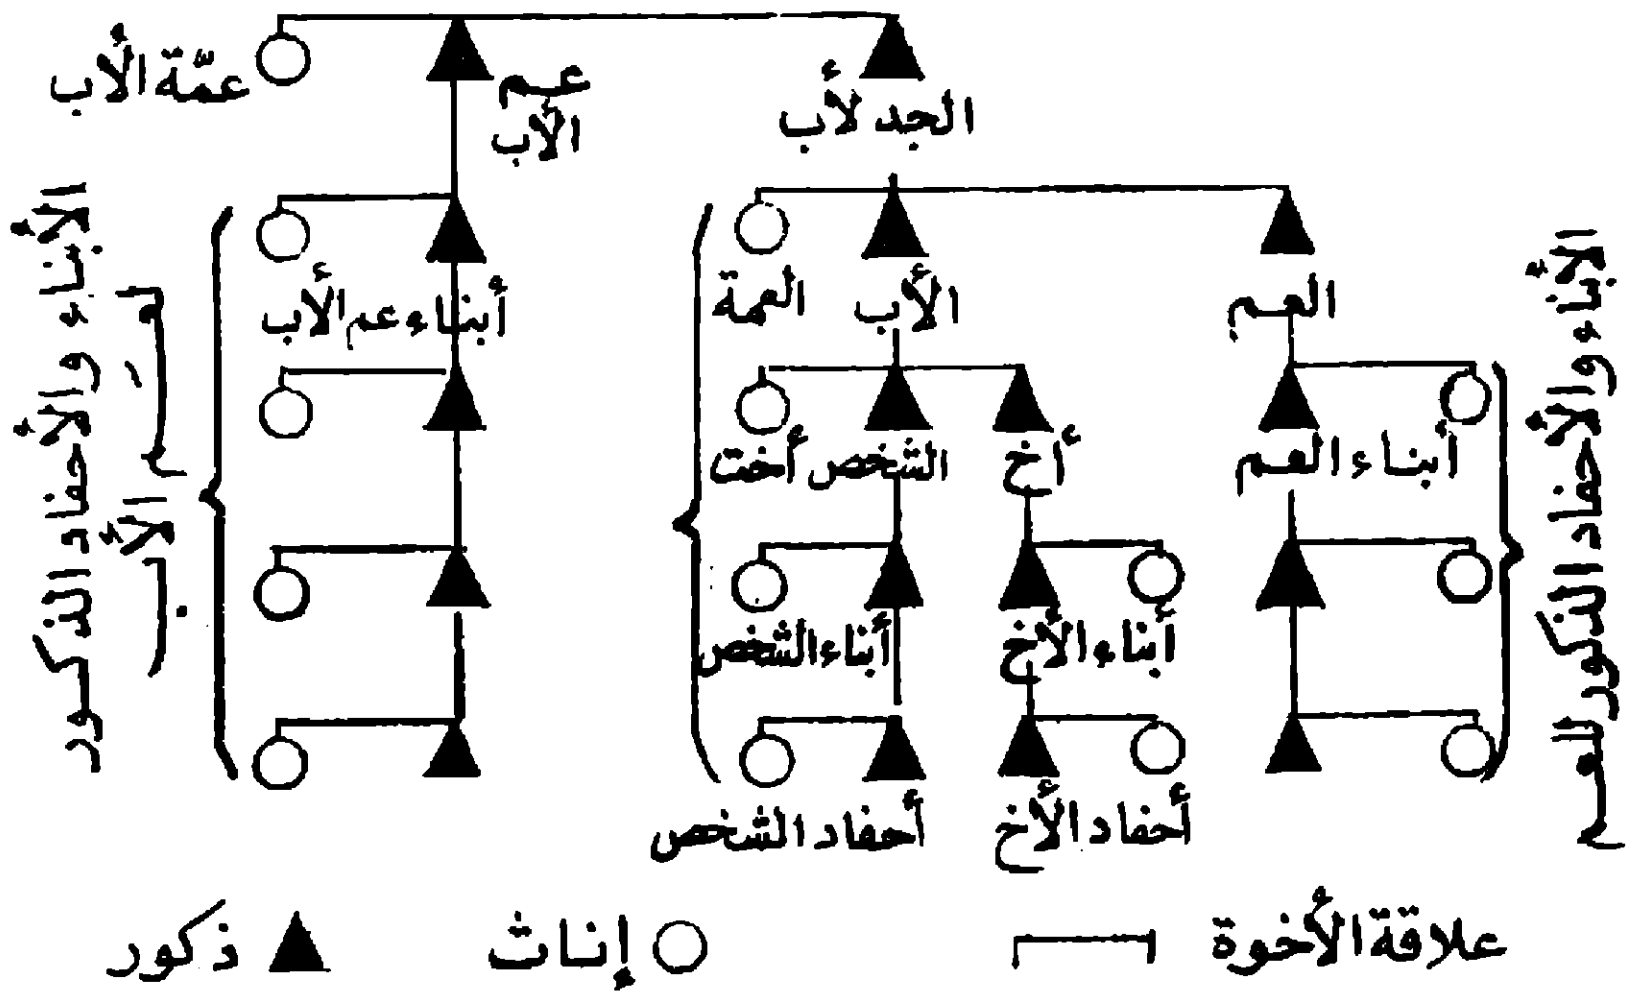 الجد لأب
عم
الأب
عمّة الأب
العم
الأب
العمة
أبناء عم الأب
أبناء العم
أخ
الشخص
أخت
أبناء الأخ
أبناء الشخص
أحفاد الأخ
أحفاد الشخص
الأبناء والأحفاد الذكور للعم
الأبناء والأحفاد الذكور
لعم الأب
علاقة الأخوة
إناث
ذكور